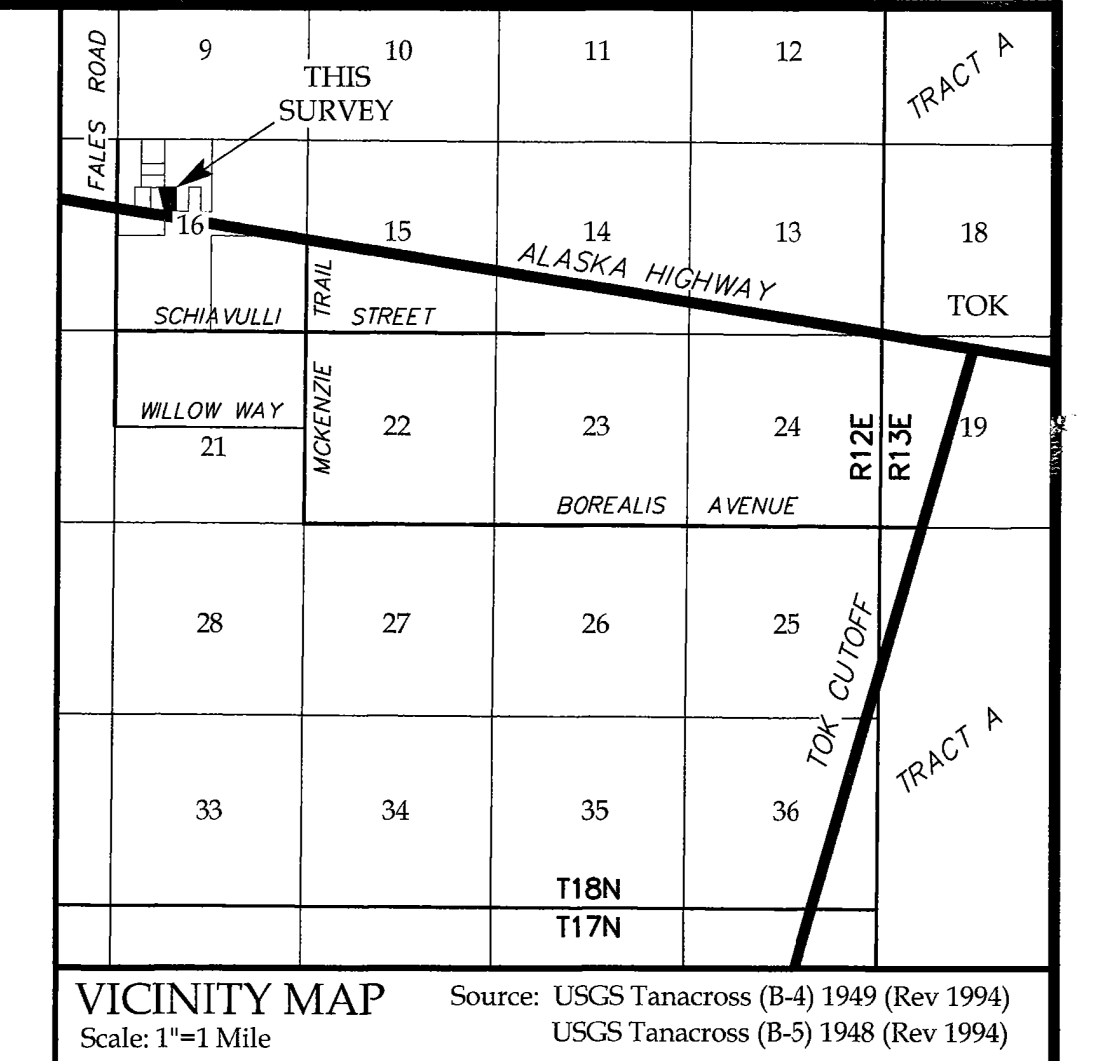 FALES ROAD
9
10
11
12
TRACT A
THIS
SURVEY
16
15
14
13
18
ALASKA HIGHWAY
TOK
SCHIAVULLI STREET
MCKENZIE TRAIL
WILLOW WAY
21
22
23
24
R12E
R13E
19
BOREALIS AVENUE
28
27
26
25
TOK CUTOFF
TRACT A
33
34
35
36
T18N
T17N
VICINITY MAP
Scale: 1"=1 Mile
Source: USGS Tanacross (B-4) 1949 (Rev 1994)
USGS Tanacross (B-5) 1948 (Rev 1994)